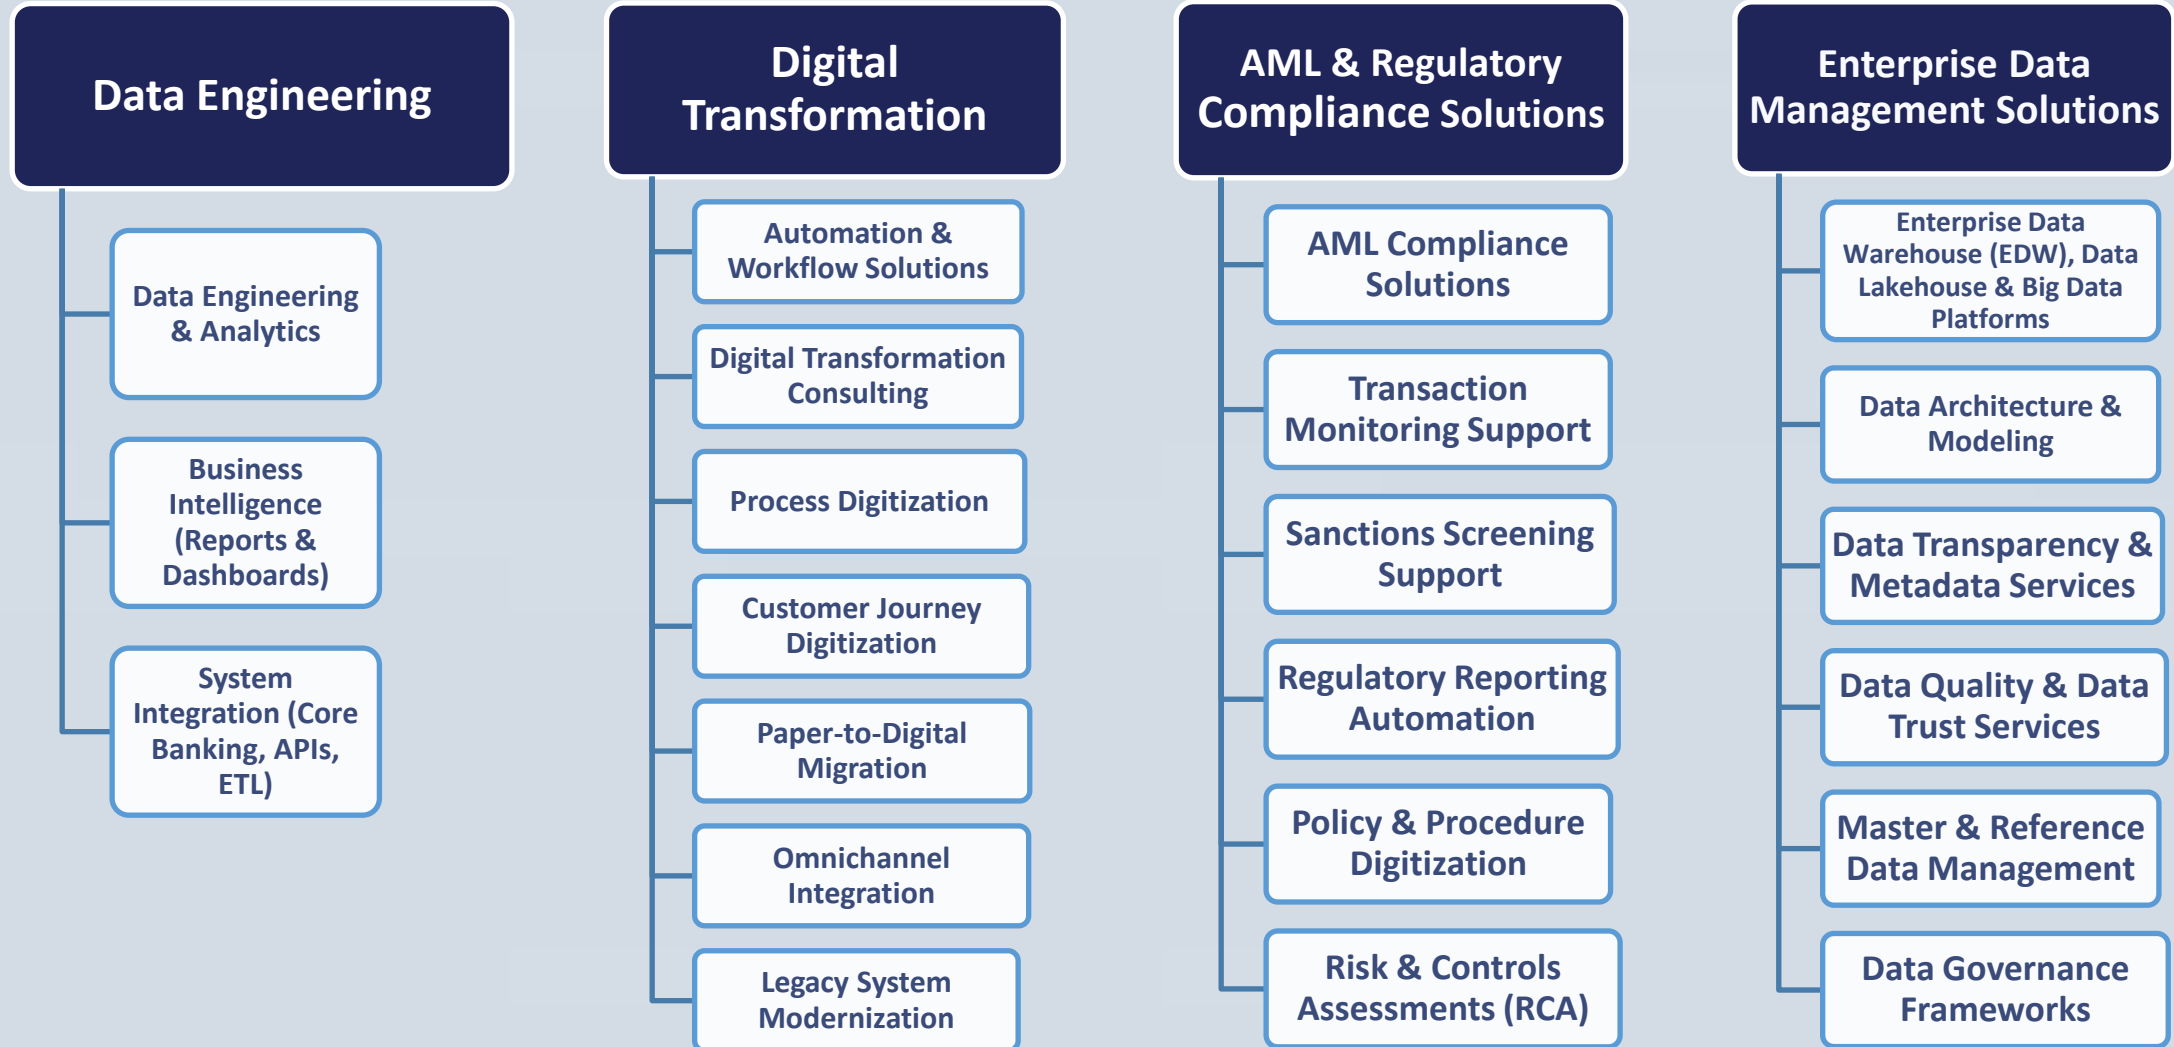 Data Engineering
Data Engineering
& Analytics
Business
Intelligence
(Reports &
Dashboards)
System
Integration (Core
Banking, APIs,
ETL)
Digital
Transformation
Automation &
Workflow Solutions
Digital Transformation
Consulting
Process Digitization
Customer Journey
Digitization
Paper-to-Digital
Migration
Omnichannel
Integration
Legacy System
Modernization
AML & Regulatory
Compliance Solutions
AML Compliance
Solutions
Transaction
Monitoring Support
Sanctions Screening
Support
Regulatory Reporting
Automation
Policy & Procedure
Digitization
Risk & Controls
Assessments (RCA)
Enterprise Data
Management Solutions
Enterprise Data
Warehouse (EDW), Data
Lakehouse & Big Data
Platforms
Data Architecture &
Modeling
Data Transparency &
Metadata Services
Data Quality & Data
Trust Services
Master & Reference
Data Management
Data Governance
Frameworks